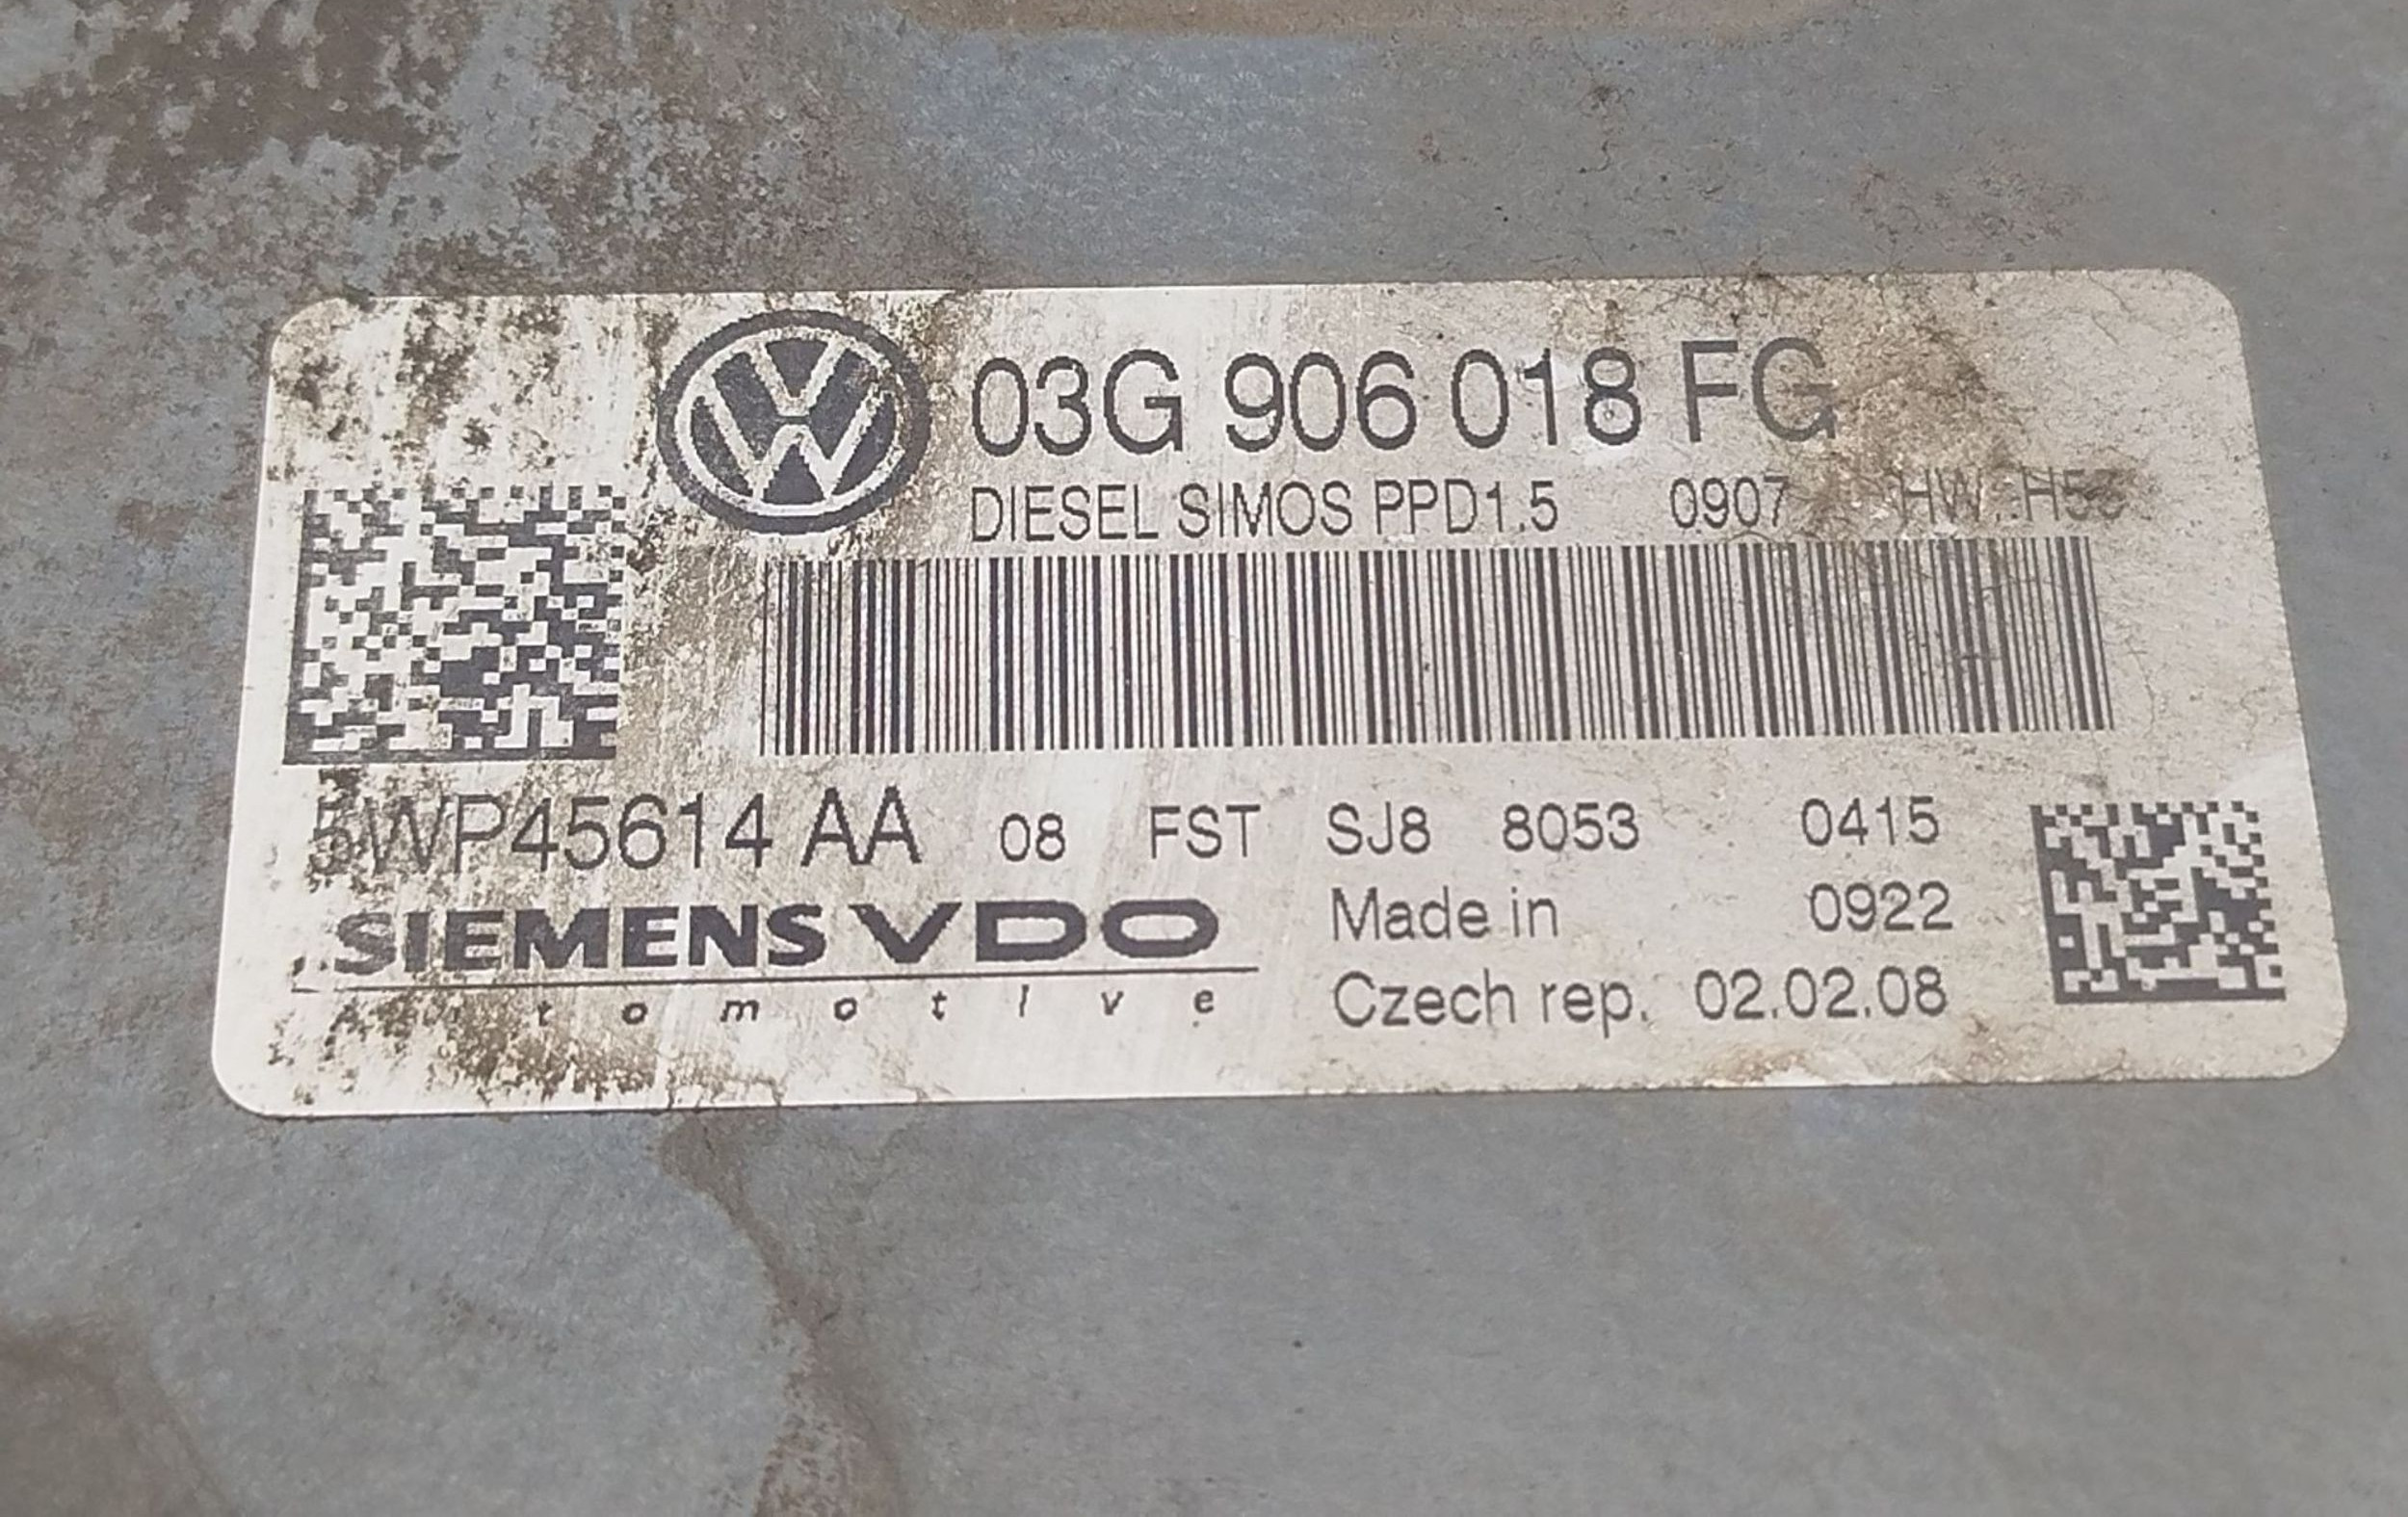 03G 906 018 FG
DIESEL SIMOS PPD1.5 0907 HW:
5WP45614 AA 08 FST SJ8 8053 0415
SIEMENS VDO
Made in 0922
Czech rep. 02.02.08